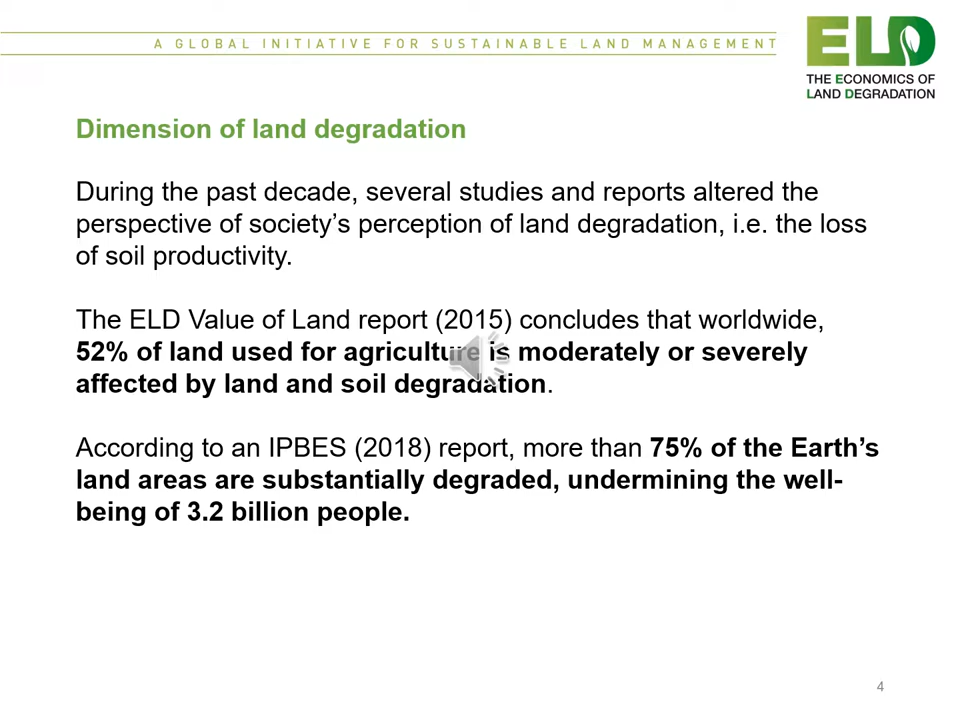 A GLOBAL INITIATIVE FOR SUSTAINABLE LAND MANAGEMENT
ELD
THE ECONOMICS OF
LAND DEGRADATION
Dimension of land degradation
During the past decade, several studies and reports altered the
perspective of society’s perception of land degradation, i.e. the loss
of soil productivity.
The ELD Value of Land report (2015) concludes that worldwide,
52% of land used for agriculture is moderately or severely
affected by land and soil degradation.
According to an IPBES (2018) report, more than 75% of the Earth’s
land areas are substantially degraded, undermining the well-
being of 3.2 billion people.
4